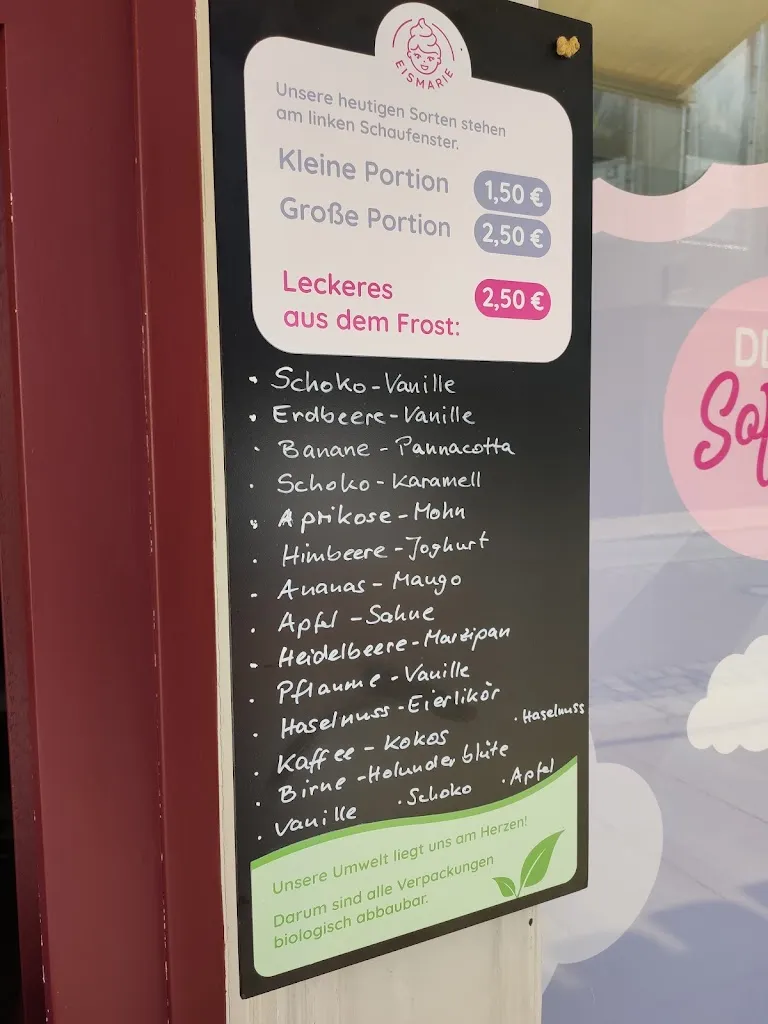 EISMARIE
Unsere heutigen Sorten stehen
am linken Schaufenster.
Kleine Portion 1,50 €
Große Portion 2,50 €
Leckeres
aus dem Frost: 2,50 €
• Schoko-Vanille
• Erdbeere-Vanille
• Banane - Pannacotta
• Schoko-Karamell
• Aprikose-Mohn
• Himbeere-Joghurt
• Ananas - Mango
• Apfel - Sahne
• Heidelbeere-Marzipan
• Pflaume - Vanille
• Haselnuss-Eierlikör
• Kaffee - Kokos
• Haselnuss
• Birne -Holunderblüte
• Vanille • Schoko • Apfel
Unsere Umwelt liegt uns am Herzen!
Darum sind alle Verpackungen
biologisch abbaubar.